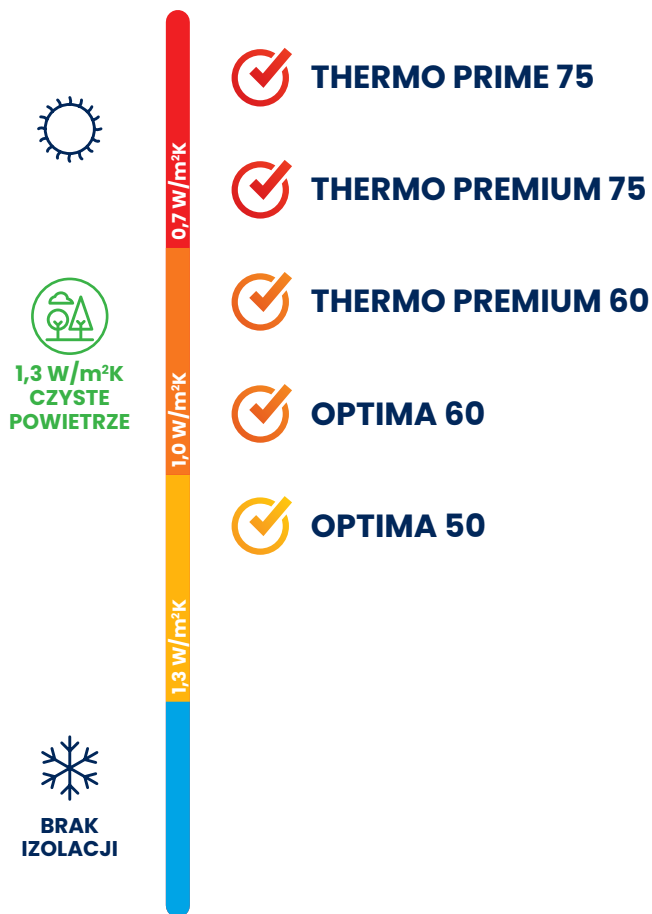 THERMO PRIME 75
0,7 W/m²K
THERMO PREMIUM 75
THERMO PREMIUM 60
1,3 W/m²K
CZYSTE
POWIETRZE
1,0 W/m²K
OPTIMA 60
OPTIMA 50
1,3 W/m²K
BRAK
IZOLACJI